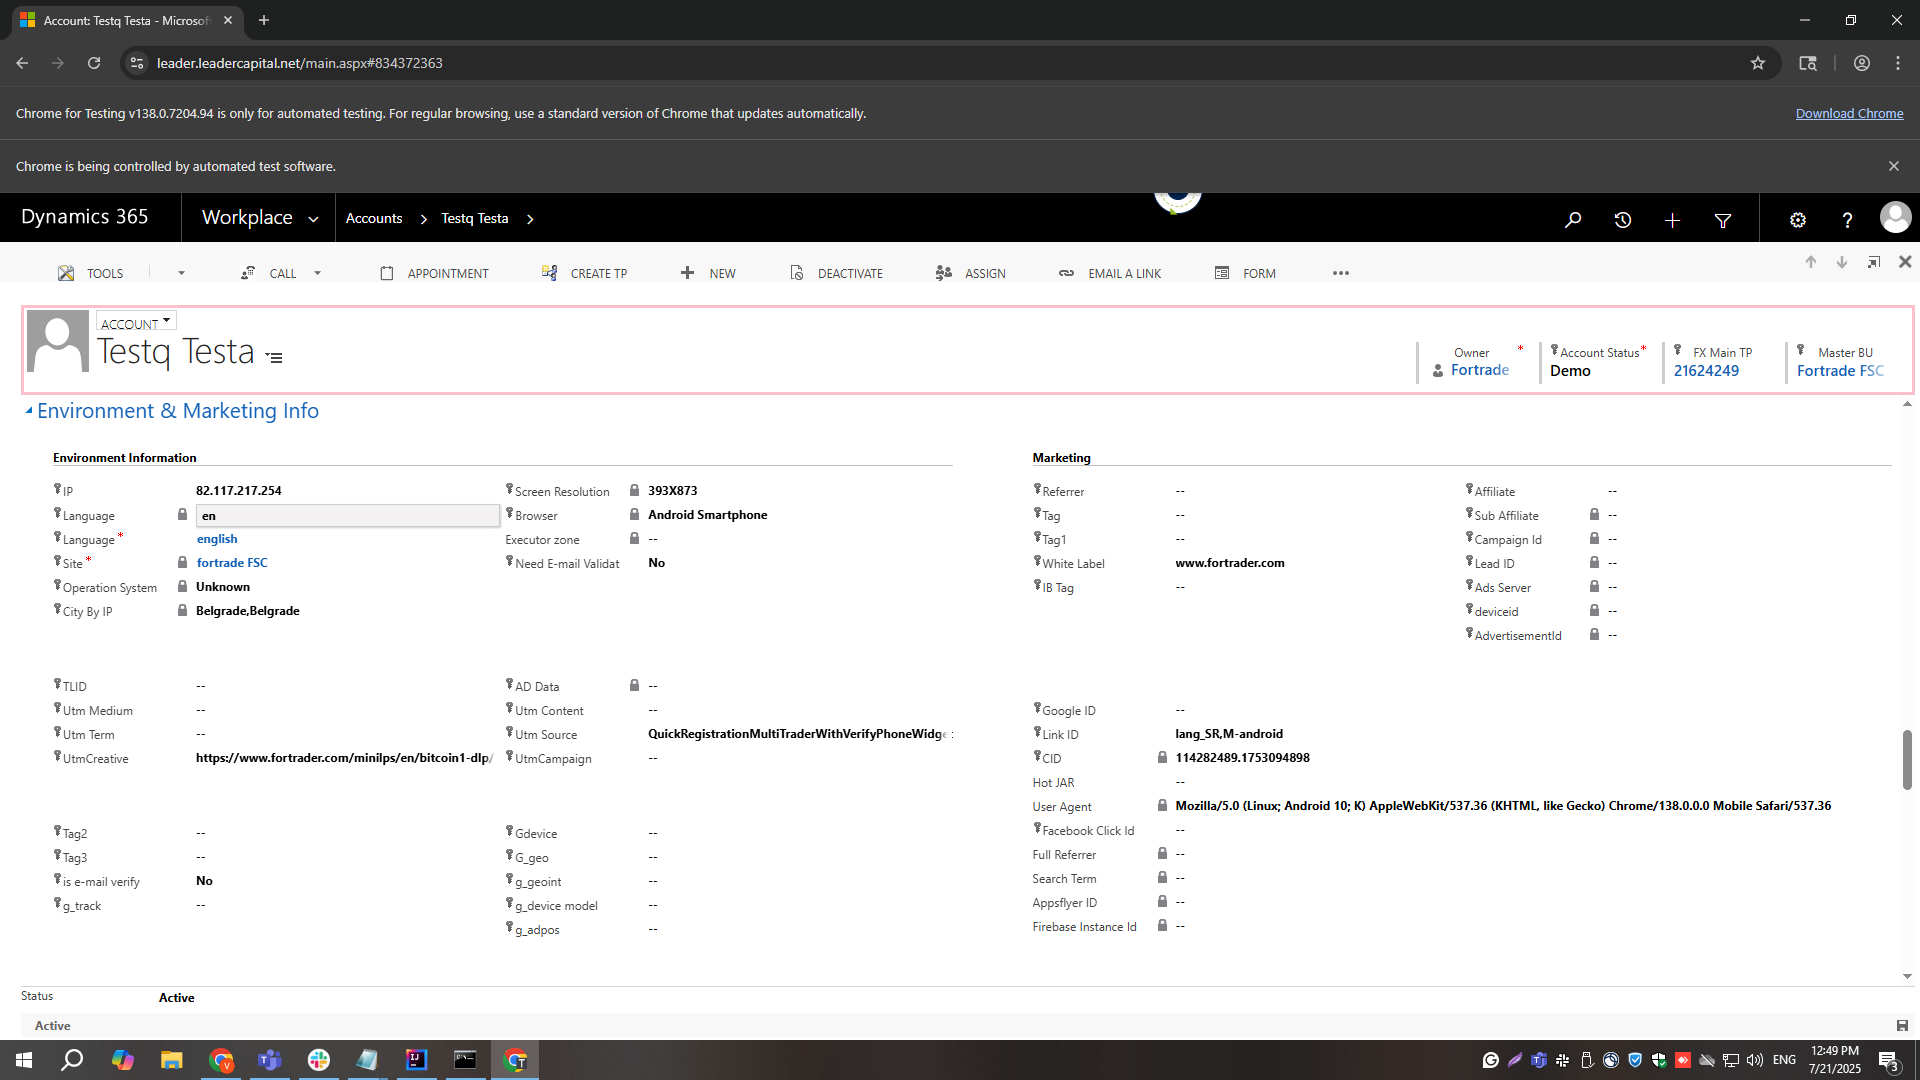 Account: Testq Testa - Microsof
leader.leadercapital.net/main.aspx#834372363
Chrome for Testing v138.0.7204.94 is only for automated testing. For regular browsing, use a standard version of Chrome that updates automatically.
Download Chrome
Chrome is being controlled by automated test software.
Dynamics 365
Workplace
Accounts
Testq Testa
TOOLS
CALL
APPOINTMENT
CREATE TP
NEW
DEACTIVATE
ASSIGN
EMAIL A LINK
FORM
ACCOUNT
Testq Testa
Owner *
Fortrade
Account Status*
Demo
FX Main TP
21624249
Master BU
Fortrade FSC
Environment & Marketing Info
Environment Information
IP 82.117.217.254
Language en
Language* english
Site* fortrade FSC
Operation System Unknown
City By IP Belgrade,Belgrade
Screen Resolution 393X873
Browser Android Smartphone
Executor zone --
Need E-mail Validat No
TLID --
Utm Medium --
Utm Term --
UtmCreative https://www.fortrader.com/minilps/en/bitcoin1-dlp/
AD Data --
Utm Content --
Utm Source QuickRegistrationMultiTraderWithVerifyPhoneWidge
UtmCampaign --
Tag2 --
Tag3 --
is e-mail verify No
g_track --
Gdevice --
G_geo --
g_geoint --
g_device model --
g_adpos --
Marketing
Referrer --
Tag --
Tag1 --
White Label www.fortrader.com
IB Tag --
Affiliate --
Sub Affiliate --
Campaign Id --
Lead ID --
Ads Server --
deviceid --
AdvertisementId --
Google ID --
Link ID lang_SR,M-android
CID 114282489.1753094898
Hot JAR --
User Agent Mozilla/5.0 (Linux; Android 10; K) AppleWebKit/537.36 (KHTML, like Gecko) Chrome/138.0.0.0 Mobile Safari/537.36
Facebook Click Id --
Full Referrer --
Search Term --
Appsflyer ID --
Firebase Instance Id --
Status Active
Active
ENG
12:49 PM
7/21/2025
3